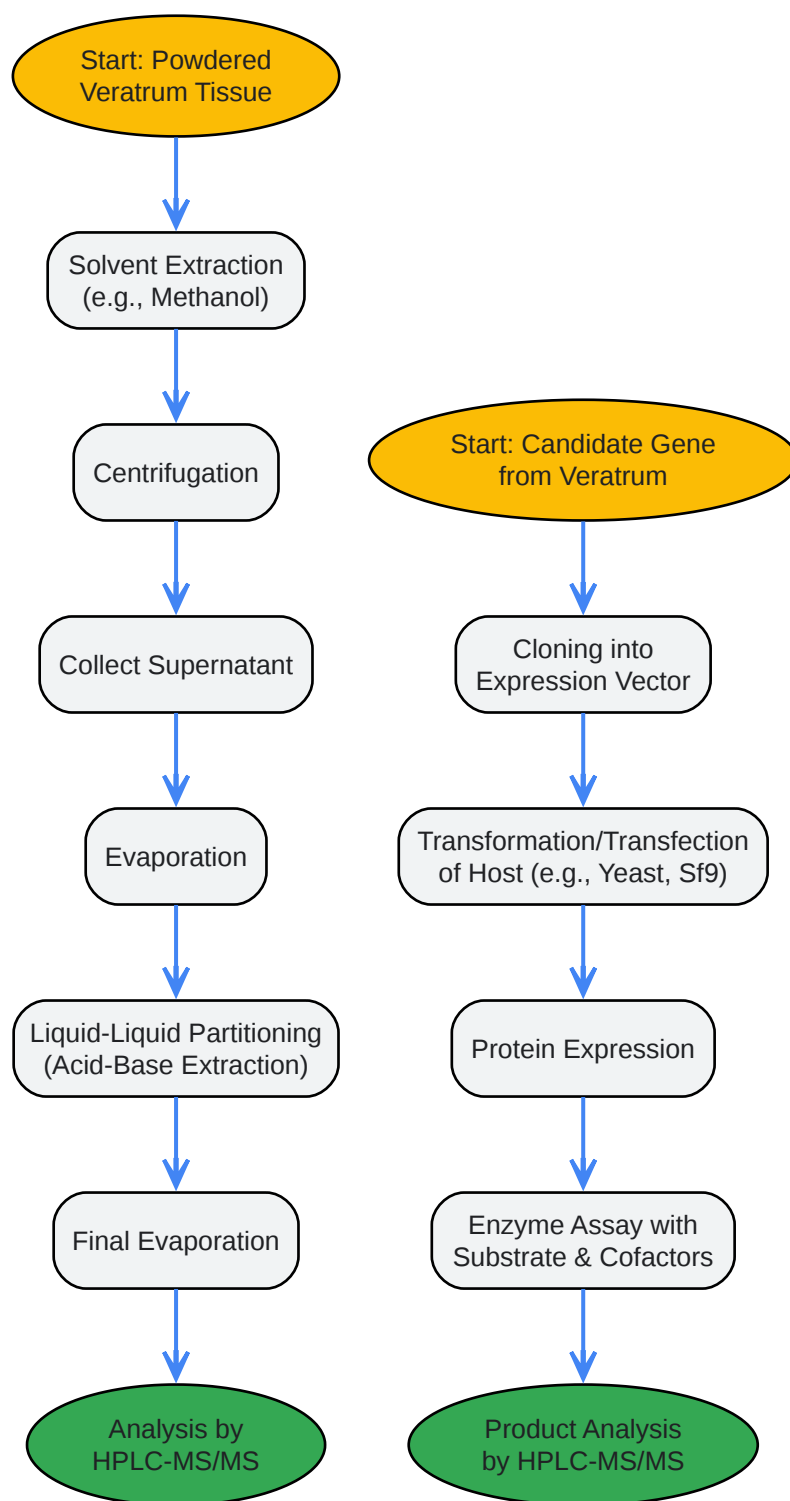 Start: Powdered
Veratrum Tissue
Solvent Extraction
(e.g., Methanol)
Centrifugation
Collect Supernatant
Evaporation
Liquid-Liquid Partitioning
(Acid-Base Extraction)
Final Evaporation
Analysis by
HPLC-MS/MS
Start: Candidate Gene
from Veratrum
Cloning into
Expression Vector
Transformation/Transfection
of Host (e.g., Yeast, Sf9)
Protein Expression
Enzyme Assay with
Substrate & Cofactors
Product Analysis
by HPLC-MS/MS